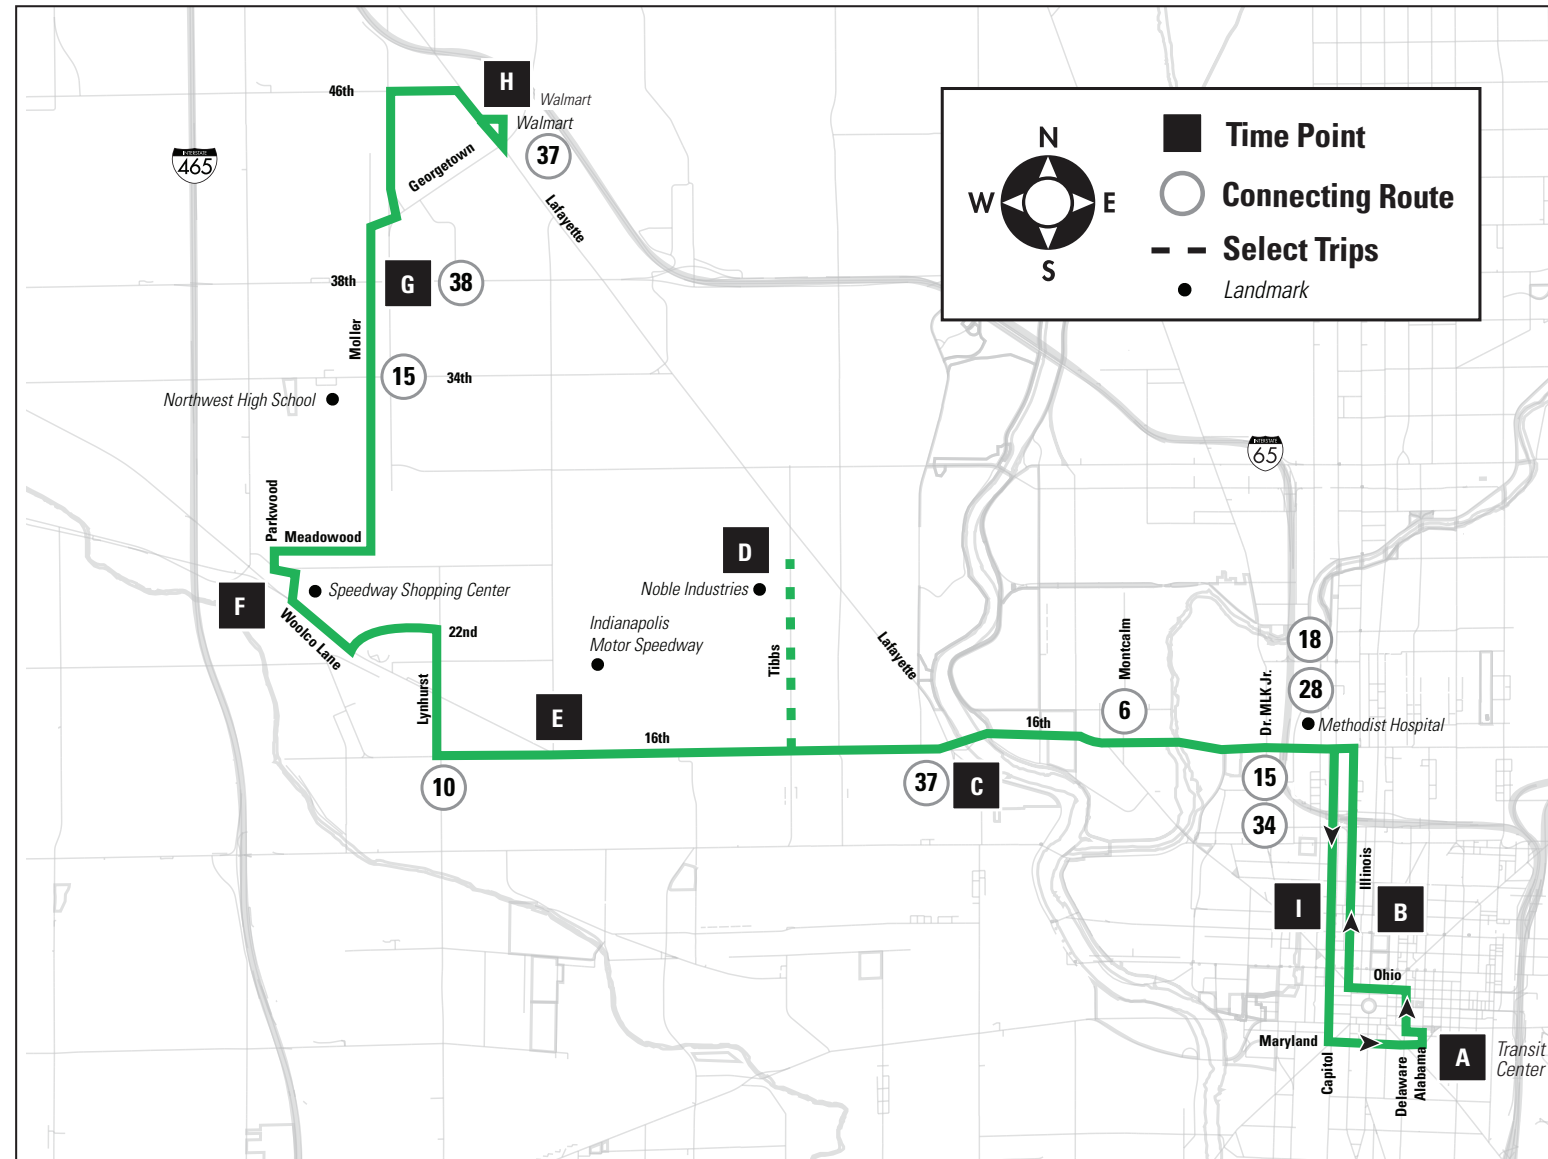 H
46th
Walmart
Walmart
37
INTERSTATE
465
Georgetown
Lafayette
N
W
E
S
Time Point
Connecting Route
Select Trips
Landmark
38th
G
38
Moller
15
34th
Northwest High School
INTERSTATE
65
Parkwood
Meadowood
D
Noble Industries
F
Speedway Shopping Center
Woolco Lane
22nd
Indianapolis
Motor Speedway
Tibbs
Lafayette
Montcalm
18
28
Dr. MLK Jr.
Methodist Hospital
Lynhurst
E
16th
16th
6
10
37
C
15
34
Illinois
I
B
Ohio
Maryland
Capitol
Delaware
Alabama
A
Transit
Center